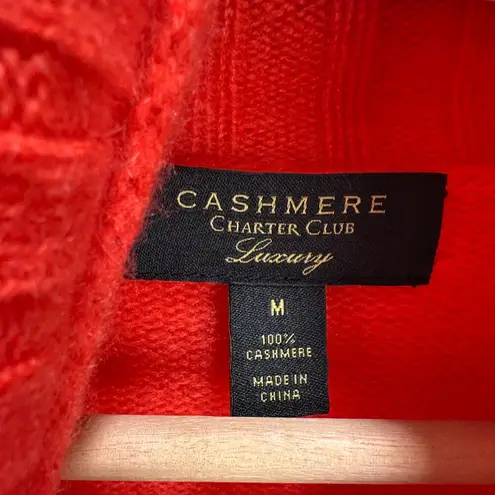 CASHMERE
CHARTER CLUB
Luxury
M
100%
CASHMERE
MADE IN
CHINA